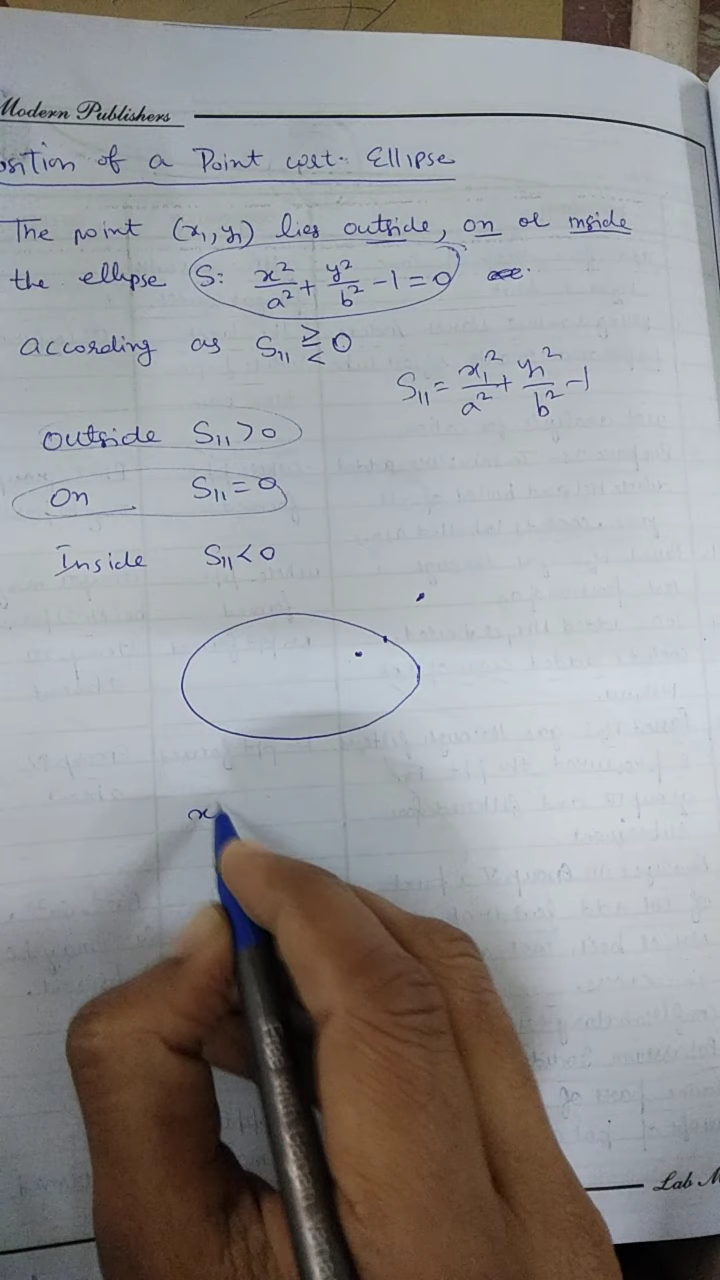 Modern Publishers
osition of a Point wrt. Ellipse
The point (x₁,y₁) lies outside, on or inside
the ellipse S: x²/a² + y²/b² - 1 = 0
according as S₁₁ ⪌ 0
S₁₁ = x₁²/a² + y₁²/b² - 1
outside S₁₁ > 0
On S₁₁ = 0
Inside S₁₁ < 0
x
Lab M